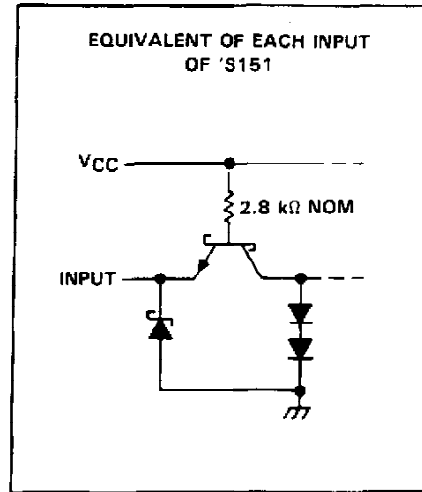 EQUIVALENT OF EACH INPUT
OF 'S151
VCC
2.8 kΩ NOM
INPUT